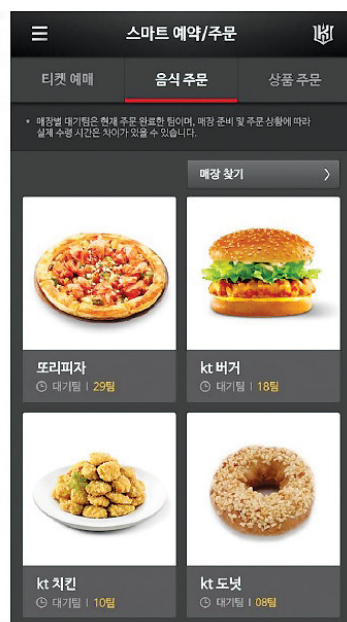 스마트 예약/주문
kt
티켓 예매
음식 주문
상품 주문
• 매장별 대기팀은 현재 주문 완료한 팀이며, 매장 준비 및 주문 상황에 따라
실제 수령 시간은 차이가 있을 수 있습니다.
매장 찾기
또리피자
대기팀 | 29팀
kt 버거
대기팀 | 18팀
kt 치킨
대기팀 | 10팀
kt 도넛
대기팀 | 08팀